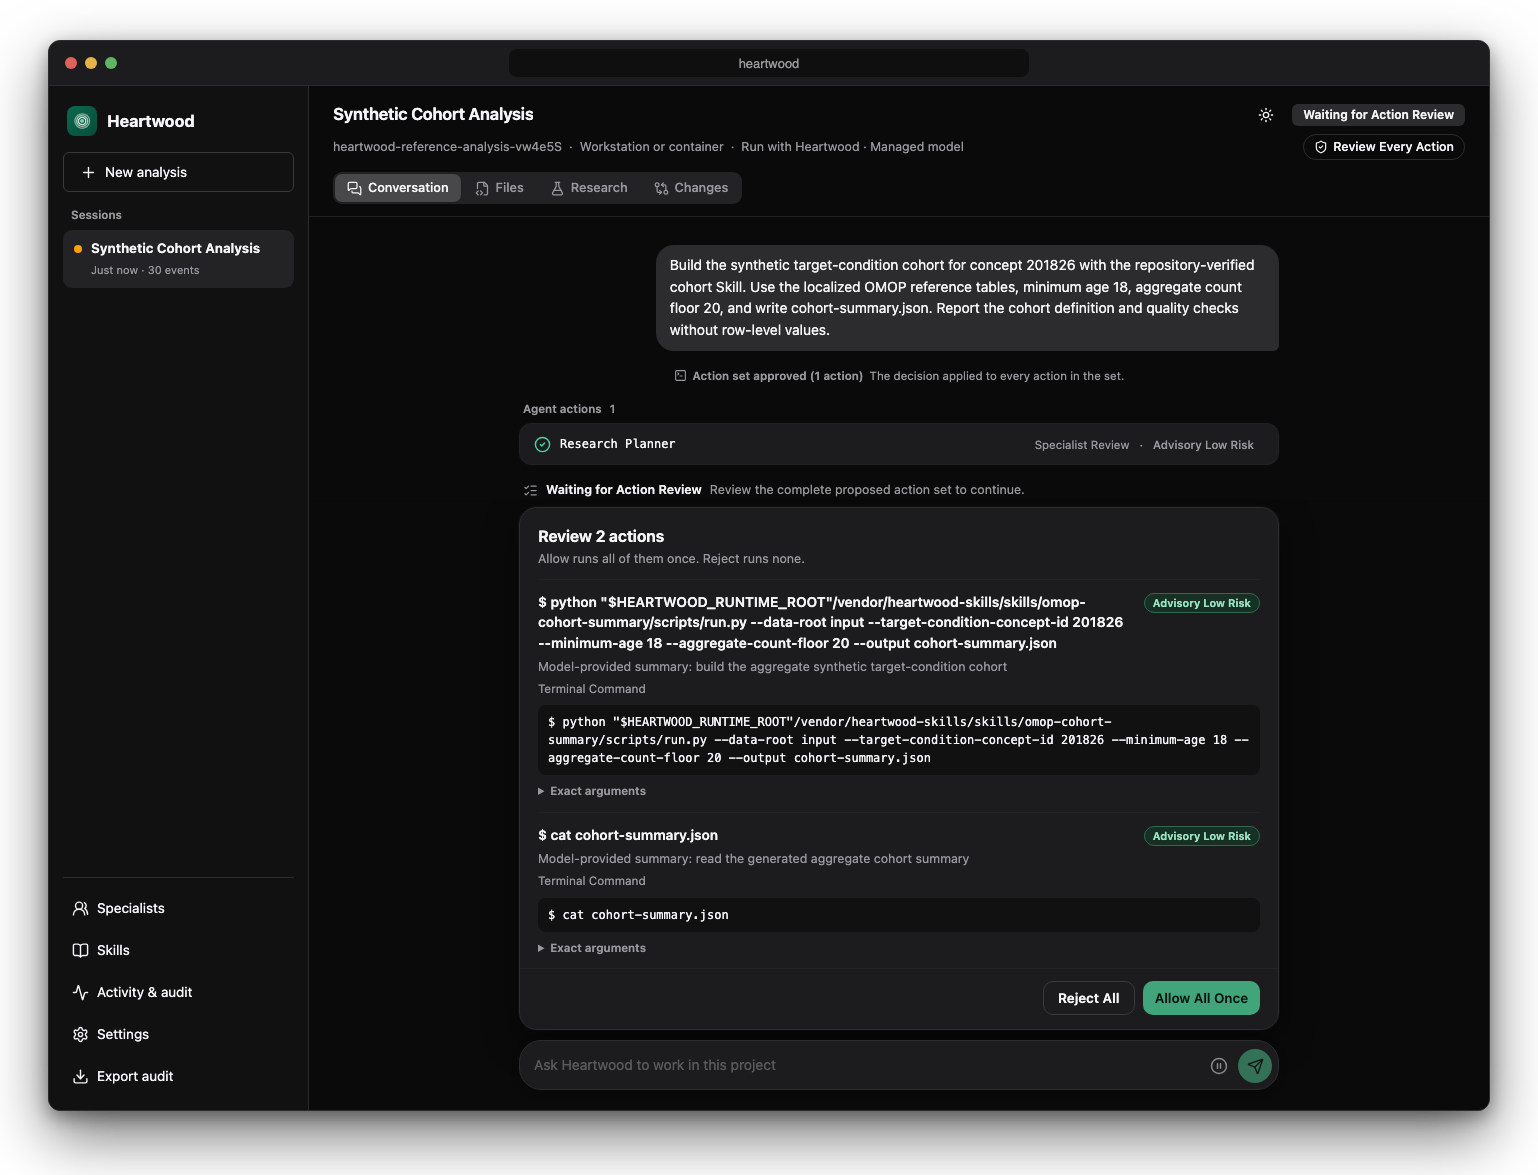 heartwood
Heartwood
New analysis
Sessions
Synthetic Cohort Analysis
Just now · 30 events
Specialists
Skills
Activity & audit
Settings
Export audit
Synthetic Cohort Analysis
Waiting for Action Review
heartwood-reference-analysis-vw4e5S · Workstation or container · Run with Heartwood · Managed model
Review Every Action
Conversation Files Research Changes
Build the synthetic target-condition cohort for concept 201826 with the repository-verified
cohort Skill. Use the localized OMOP reference tables, minimum age 18, aggregate count
floor 20, and write cohort-summary.json. Report the cohort definition and quality checks
without row-level values.
Action set approved (1 action) The decision applied to every action in the set.
Agent actions 1
Research Planner Specialist Review · Advisory Low Risk
Waiting for Action Review Review the complete proposed action set to continue.
Review 2 actions
Allow runs all of them once. Reject runs none.
$ python "$HEARTWOOD_RUNTIME_ROOT"/vendor/heartwood-skills/skills/omop-
cohort-summary/scripts/run.py --data-root input --target-condition-concept-id 201826
--minimum-age 18 --aggregate-count-floor 20 --output cohort-summary.json
Advisory Low Risk
Model-provided summary: build the aggregate synthetic target-condition cohort
Terminal Command
$ python "$HEARTWOOD_RUNTIME_ROOT"/vendor/heartwood-skills/skills/omop-cohort-
summary/scripts/run.py --data-root input --target-condition-concept-id 201826 --minimum-age 18 --
aggregate-count-floor 20 --output cohort-summary.json
Exact arguments
$ cat cohort-summary.json
Advisory Low Risk
Model-provided summary: read the generated aggregate cohort summary
Terminal Command
$ cat cohort-summary.json
Exact arguments
Reject All Allow All Once
Ask Heartwood to work in this project